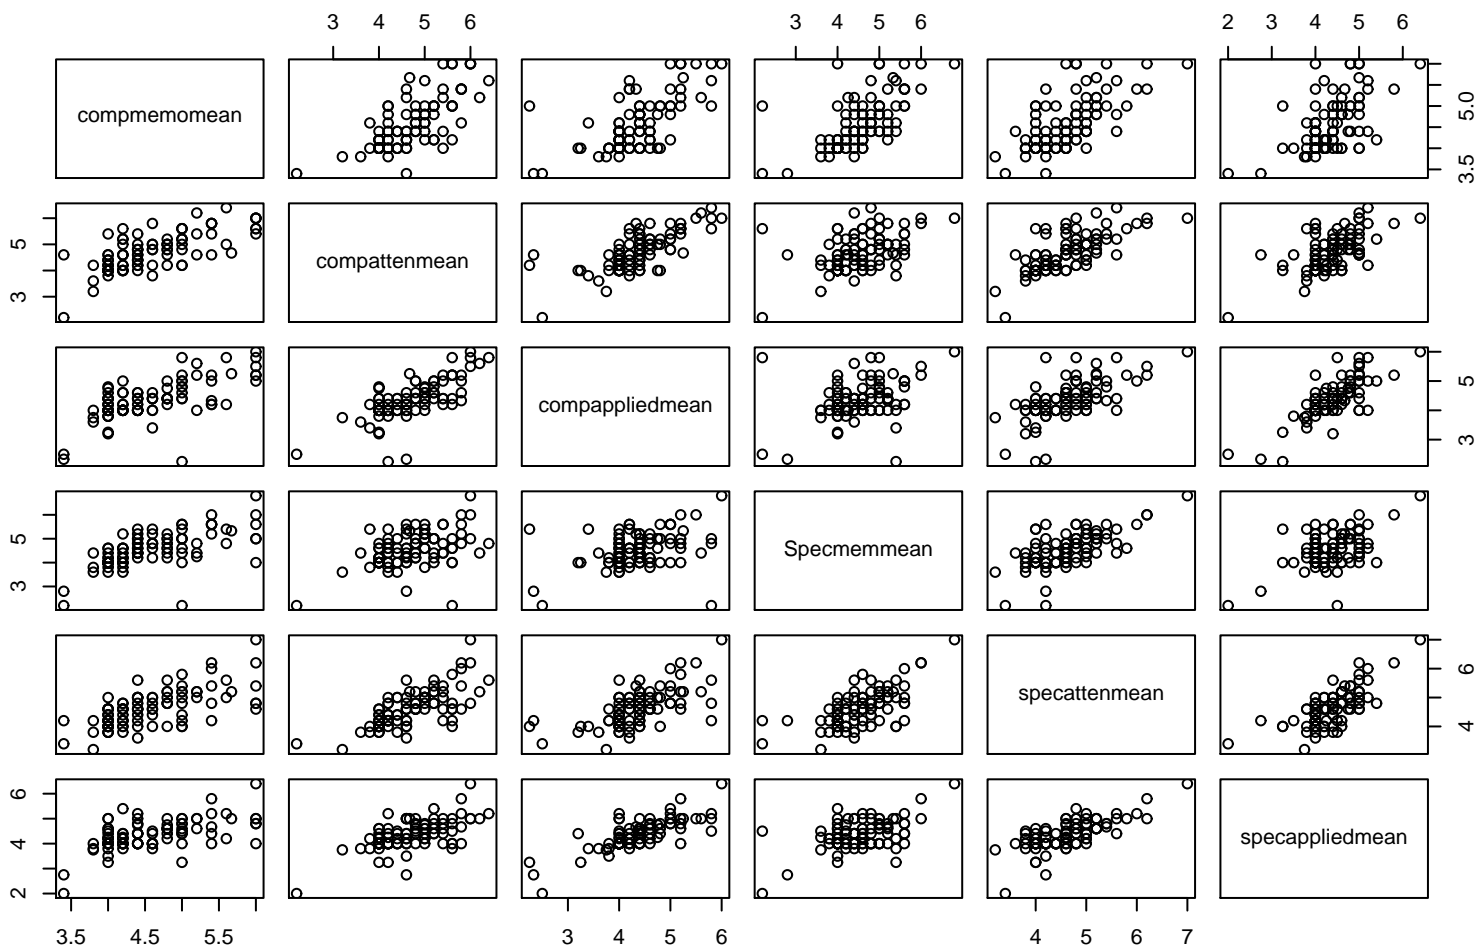 3 4 5 6 3 4 5 6 2 3 4 5 6
compmemomean 3.5 5.0
3 5 compattenmean
compappliedmean 3 5
3 5 Specmemmean
specattenmean 4 6
2 4 6 specappliedmean
3.5 4.5 5.5 3 4 5 6 4 5 6 7